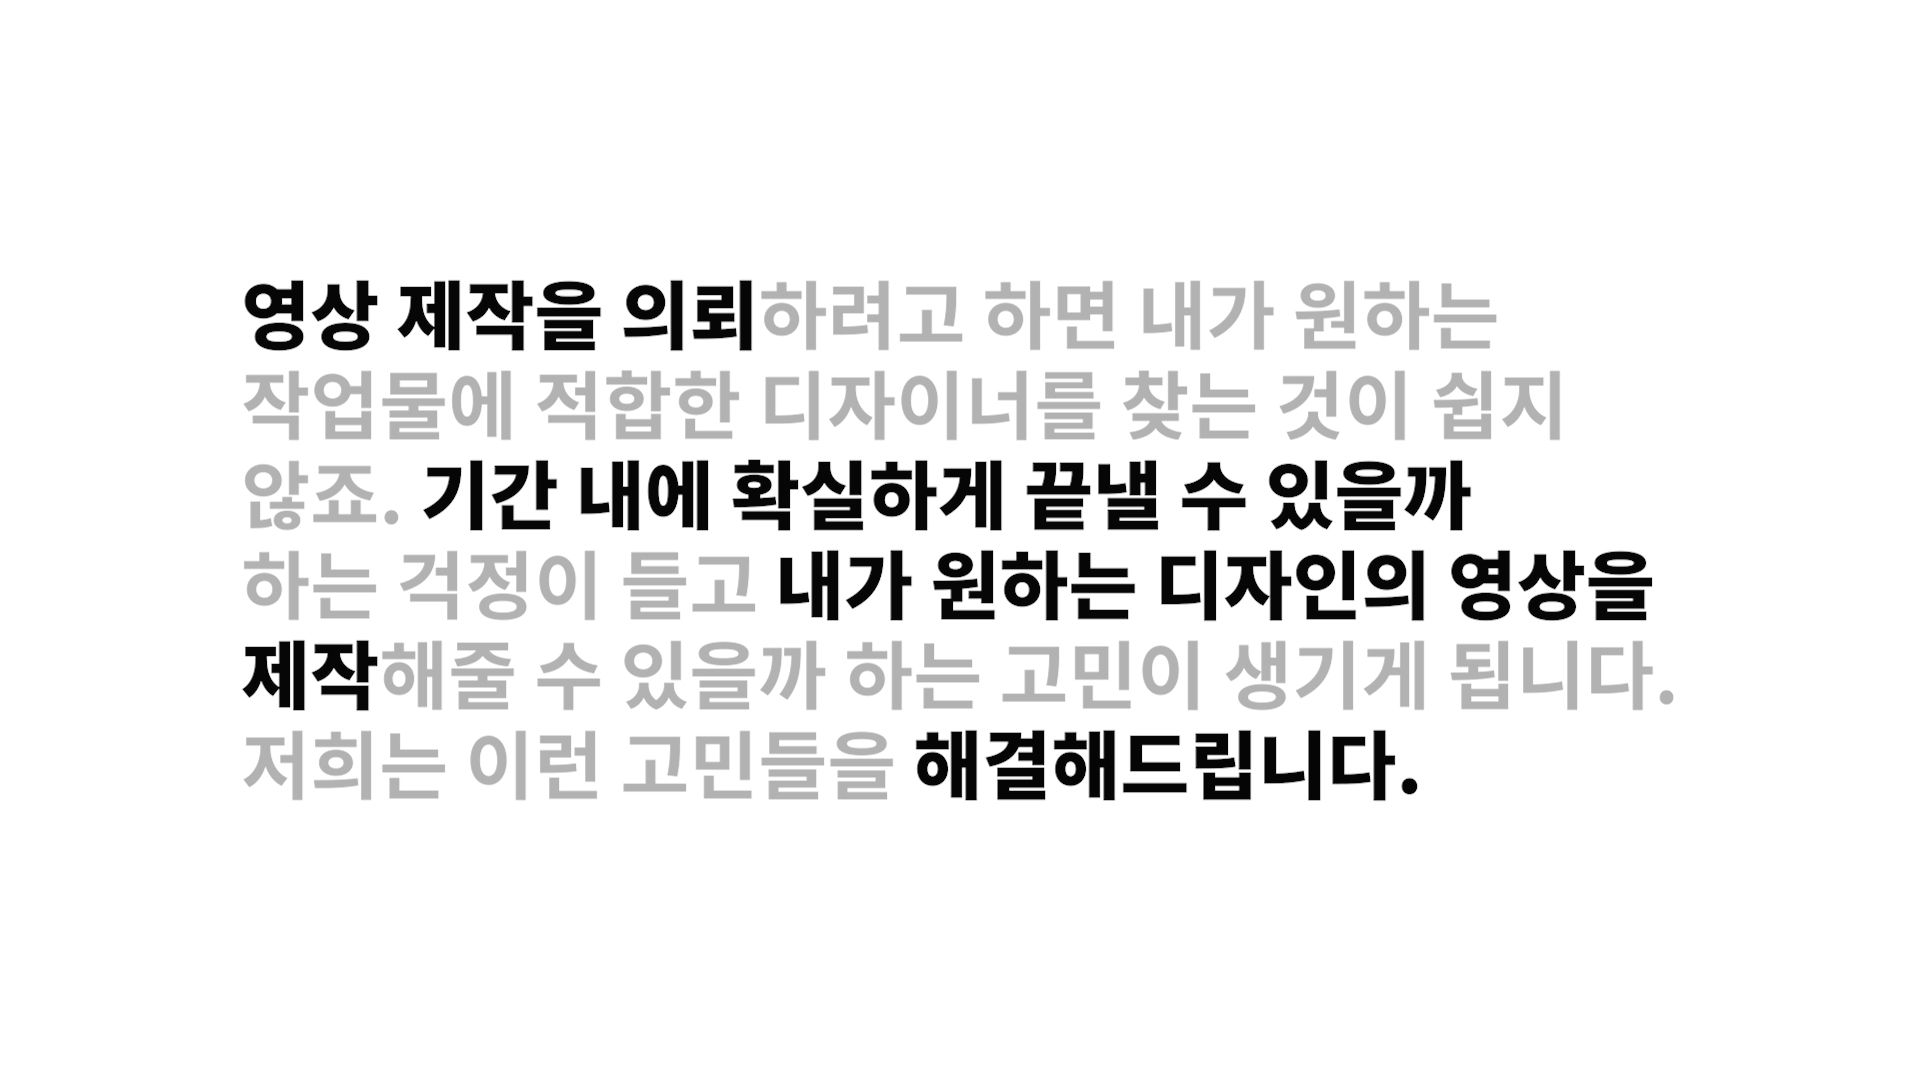 영상 제작을 의뢰하려고 하면 내가 원하는
작업물에 적합한 디자이너를 찾는 것이 쉽지
않죠. 기간 내에 확실하게 끝낼 수 있을까
하는 걱정이 들고 내가 원하는 디자인의 영상을
제작해줄 수 있을까 하는 고민이 생기게 됩니다.
저희는 이런 고민들을 해결해드립니다.